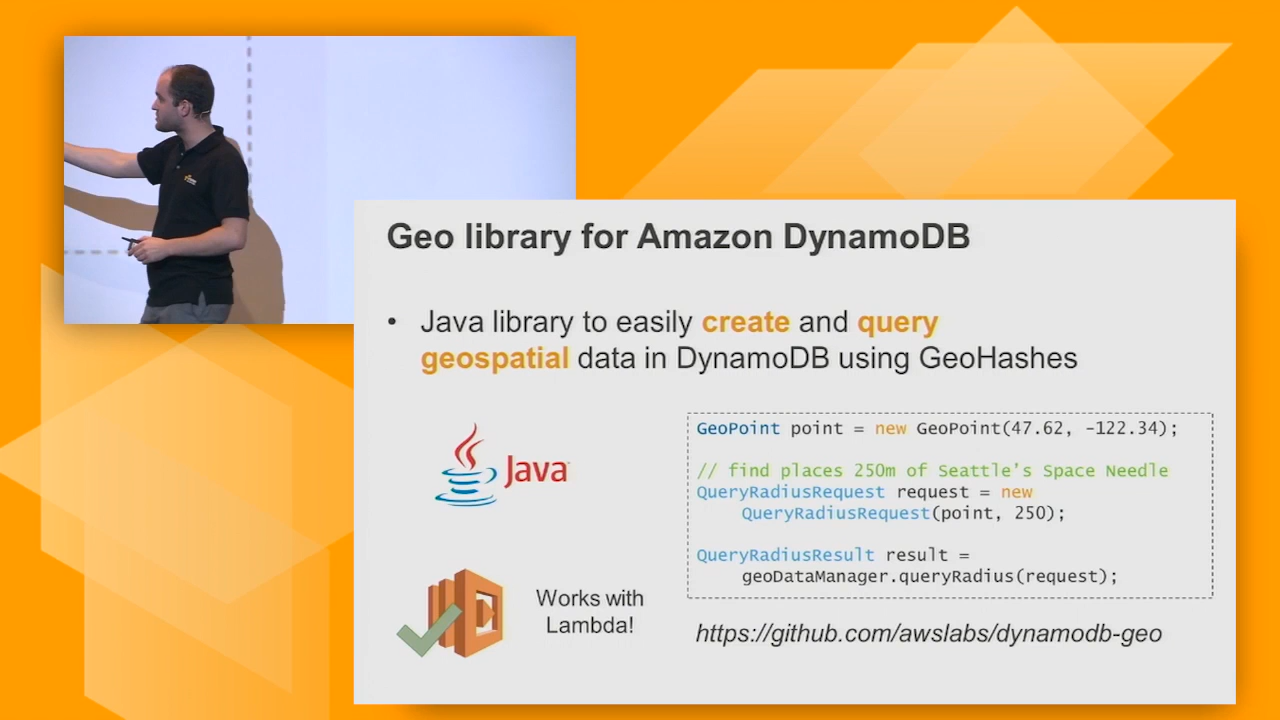 Geo library for Amazon DynamoDB
• Java library to easily create and query
geospatial data in DynamoDB using GeoHashes
Java
Works with
Lambda!
GeoPoint point = new GeoPoint(47.62, -122.34);
// find places 250m of Seattle's Space Needle
QueryRadiusRequest request = new
QueryRadiusRequest(point, 250);
QueryRadiusResult result =
geoDataManager.queryRadius(request);
https://github.com/awslabs/dynamodb-geo